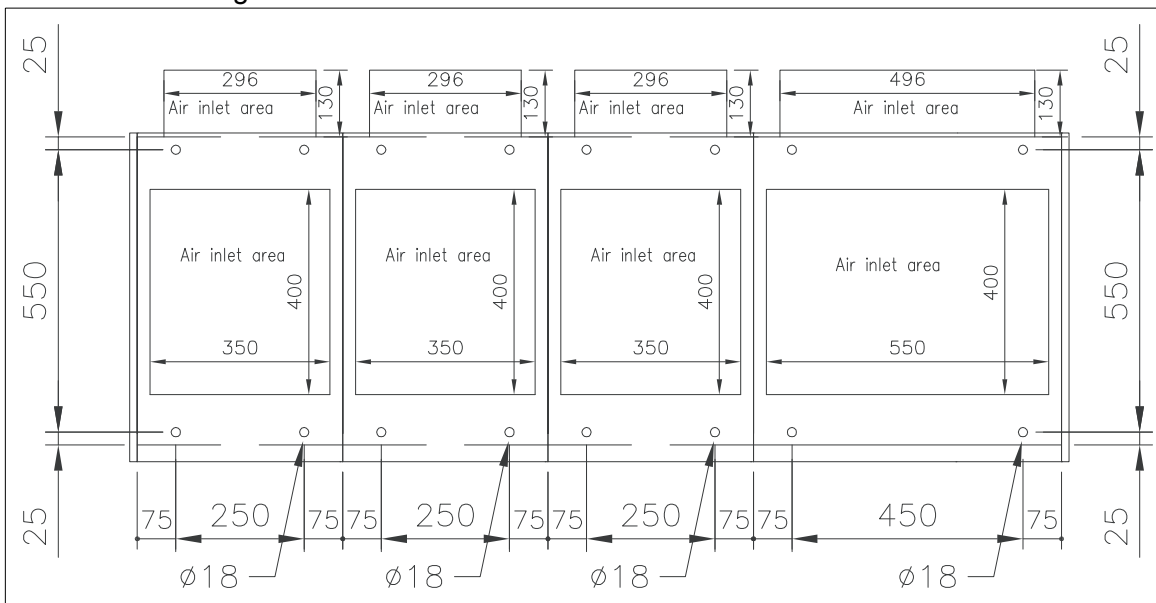 25 296 296 296 496 25
130 130 130 130
Air inlet area Air inlet area Air inlet area Air inlet area
Air inlet area Air inlet area Air inlet area Air inlet area
550 400 400 400 400 550
350 350 350 550
25 75 250 75 75 250 75 75 250 75 75 450 75 25
ø18 ø18 ø18 ø18